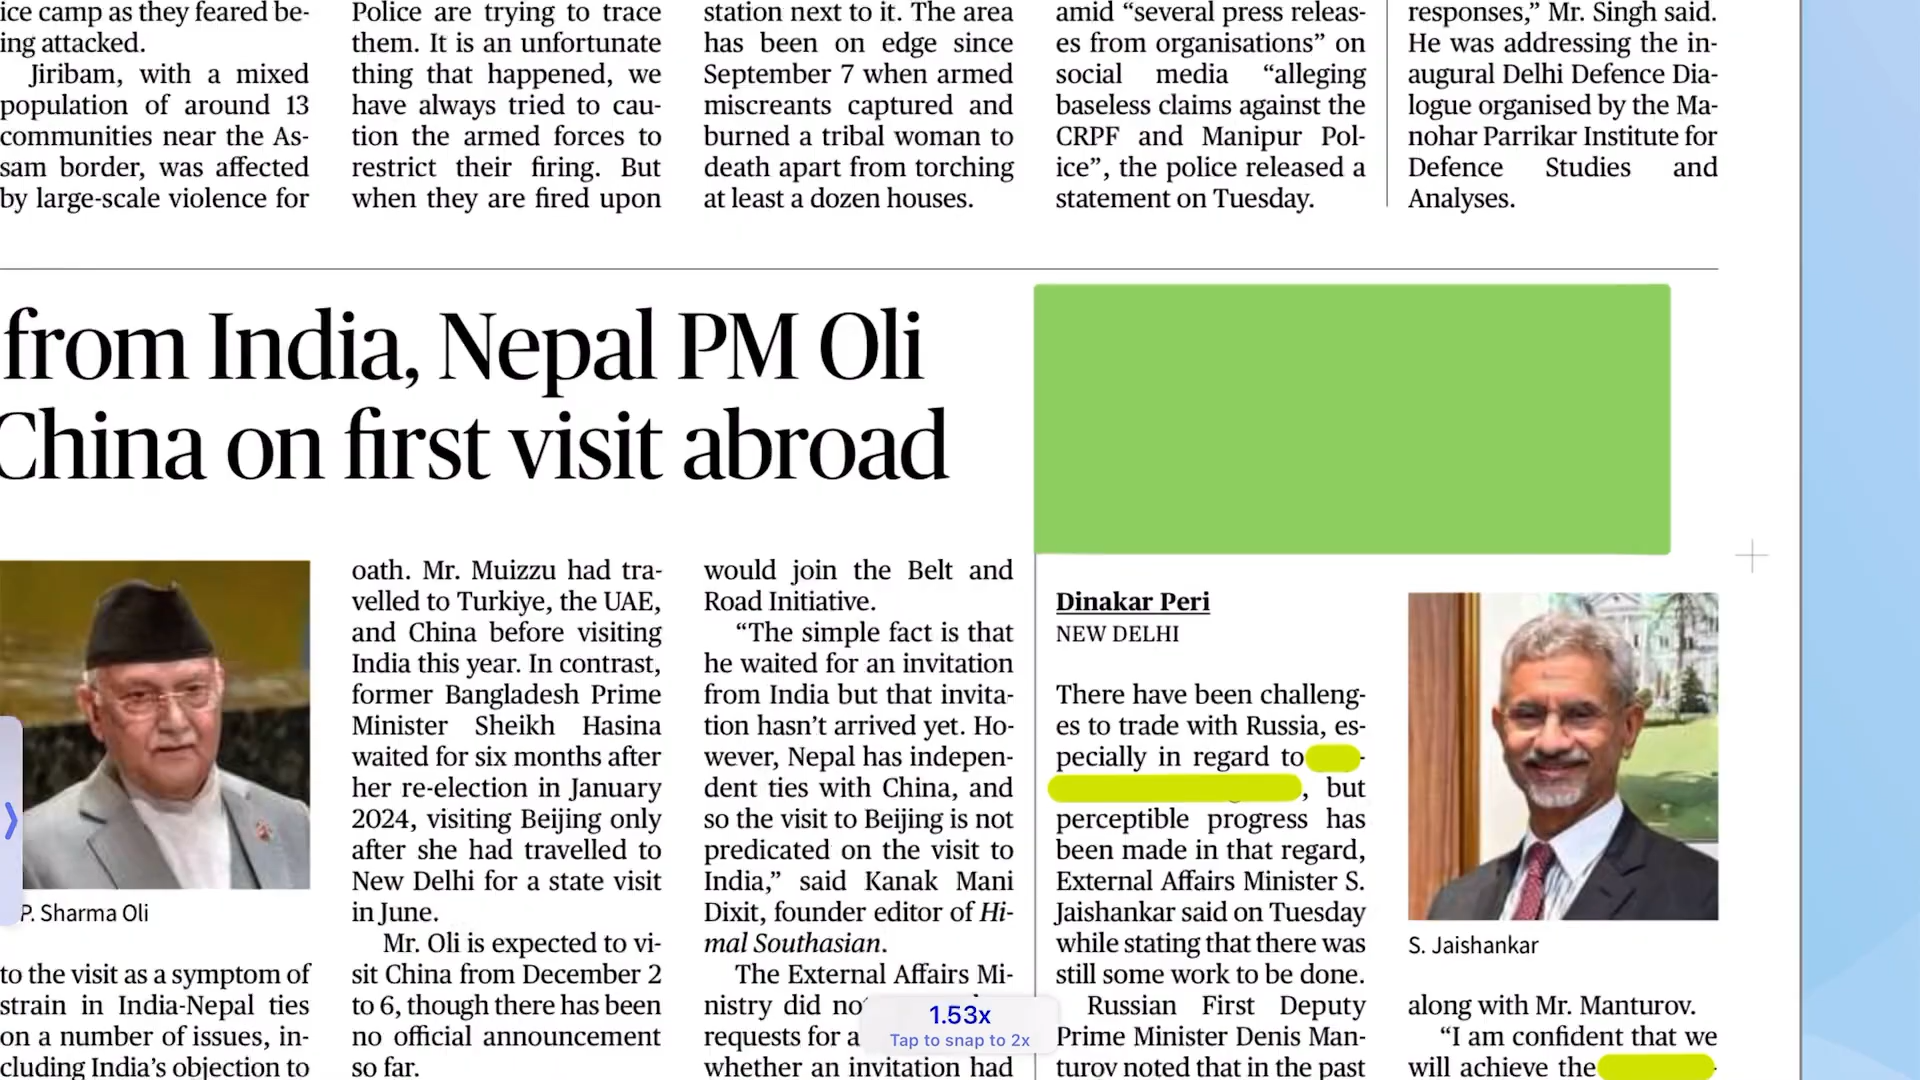 ice camp as they feared be-
ing attacked.
Jiribam, with a mixed
population of around 13
communities near the As-
sam border, was affected
by large-scale violence for
Police are trying to trace
them. It is an unfortunate
thing that happened, we
have always tried to cau-
tion the armed forces to
restrict their firing. But
when they are fired upon
station next to it. The area
has been on edge since
September 7 when armed
miscreants captured and
burned a tribal woman to
death apart from torching
at least a dozen houses.
amid “several press releas-
es from organisations” on
social media “alleging
baseless claims against the
CRPF and Manipur Pol-
ice”, the police released a
statement on Tuesday.
responses,” Mr. Singh said.
He was addressing the in-
augural Delhi Defence Dia-
logue organised by the Ma-
nohar Parrikar Institute for
Defence Studies and
Analyses.
from India, Nepal PM Oli
China on first visit abroad
P. Sharma Oli
to the visit as a symptom of
strain in India-Nepal ties
on a number of issues, in-
cluding India’s objection to
oath. Mr. Muizzu had tra-
velled to Turkiye, the UAE,
and China before visiting
India this year. In contrast,
former Bangladesh Prime
Minister Sheikh Hasina
waited for six months after
her re-election in January
2024, visiting Beijing only
after she had travelled to
New Delhi for a state visit
in June.
Mr. Oli is expected to vi-
sit China from December 2
to 6, though there has been
no official announcement
so far.
would join the Belt and
Road Initiative.
“The simple fact is that
he waited for an invitation
from India but that invita-
tion hasn’t arrived yet. Ho-
wever, Nepal has indepen-
dent ties with China, and
so the visit to Beijing is not
predicated on the visit to
India,” said Kanak Mani
Dixit, founder editor of Hi-
mal Southasian.
The External Affairs Mi-
nistry did not
requests for a
whether an invitation had
Dinakar Peri
NEW DELHI
There have been challeng-
es to trade with Russia, es-
pecially in regard to -
, but
perceptible progress has
been made in that regard,
External Affairs Minister S.
Jaishankar said on Tuesday
while stating that there was
still some work to be done.
Russian First Deputy
Prime Minister Denis Man-
turov noted that in the past
S. Jaishankar
along with Mr. Manturov.
“I am confident that we
will achieve the -
1.53x
Tap to snap to 2x